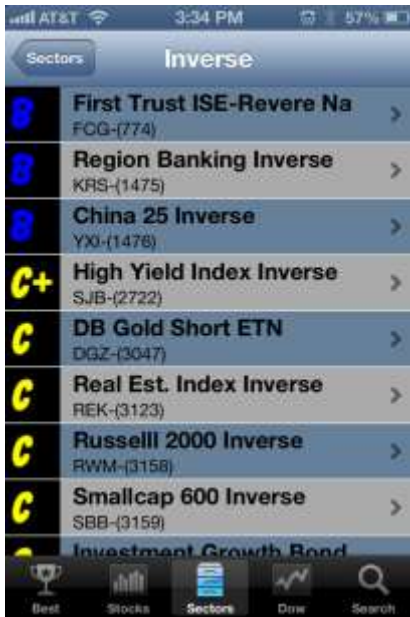 AT&T 3:34 PM 57%
Sectors Inverse
B First Trust ISE-Revere Na
FCG-(774)
B Region Banking Inverse
KRS-(1475)
B China 25 Inverse
YXI-(1476)
C+ High Yield Index Inverse
SJB-(2722)
C DB Gold Short ETN
DGZ-(3047)
C Real Est. Index Inverse
REK-(3123)
C Russelll 2000 Inverse
RWM-(3158)
C Smallcap 600 Inverse
SBB-(3159)
Investment Growth Bond
Best Stocks Sectors Dow Search